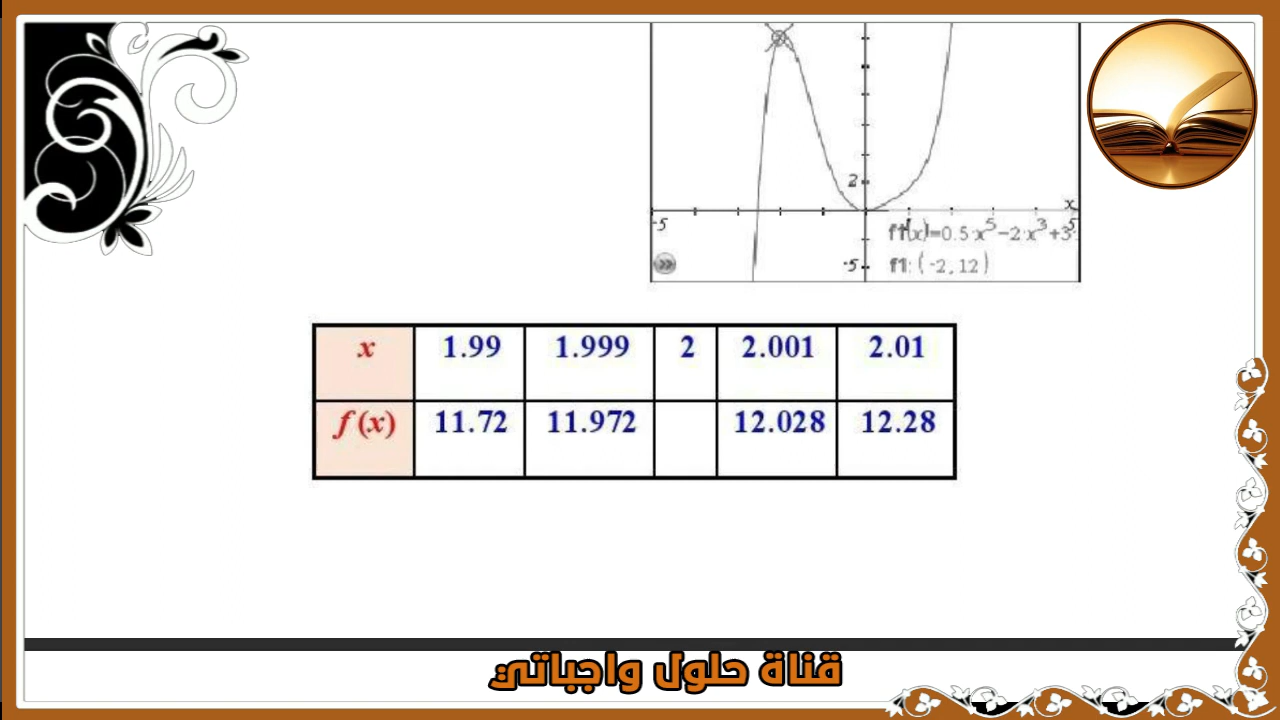 2
x
-5
5
f1(x)=0.5·x⁵-2·x³+3
-5
f1: (-2,12)
x 1.99 1.999 2 2.001 2.01
f(x) 11.72 11.972 12.028 12.28
قناة حلول واجباتي